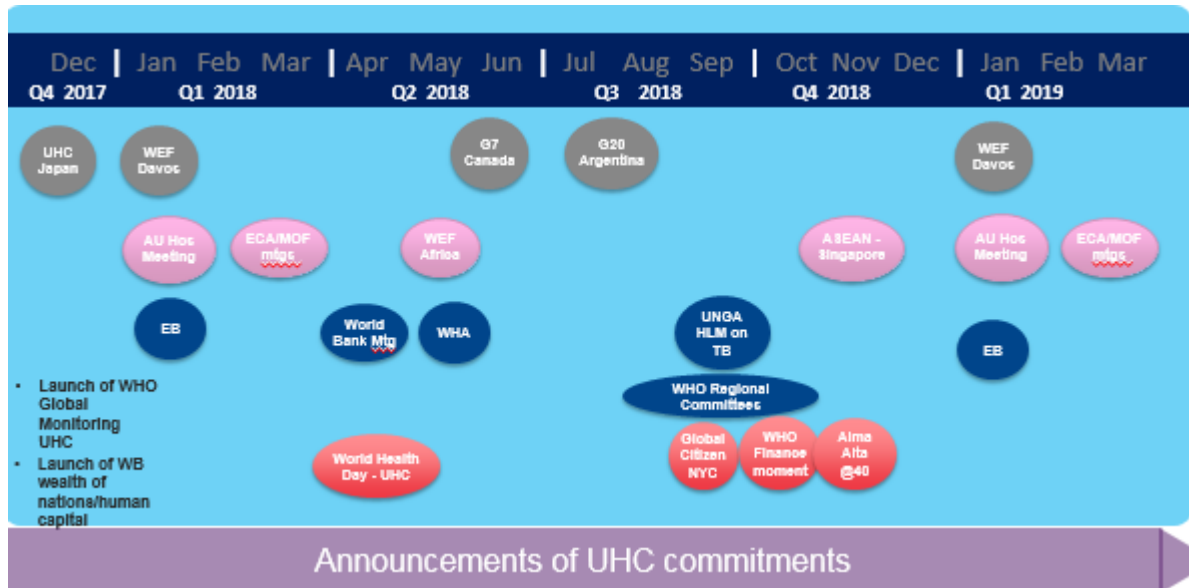 Dec | Jan Feb Mar | Apr May Jun | Jul Aug Sep | Oct Nov Dec | Jan Feb Mar
Q4 2017 Q1 2018 Q2 2018 Q3 2018 Q4 2018 Q1 2019
UHC
Japan
WEF
Davos
G7
Canada
G20
Argentina
WEF
Davos
AU Hos
Meeting
ECA/MOF
mtgs
WEF
Africa
ASEAN -
Singapore
AU Hos
Meeting
ECA/MOF
mtgs
EB
World
Bank Mtg
WHA
UNGA
HLM on
TB
EB
WHO Regional
Committees
• Launch of WHO
Global
Monitoring
UHC
• Launch of WB
wealth of
nations/human
capital
World Health
Day - UHC
Global
Citizen
NYC
WHO
Finance
moment
Alma
Alta
@40
Announcements of UHC commitments